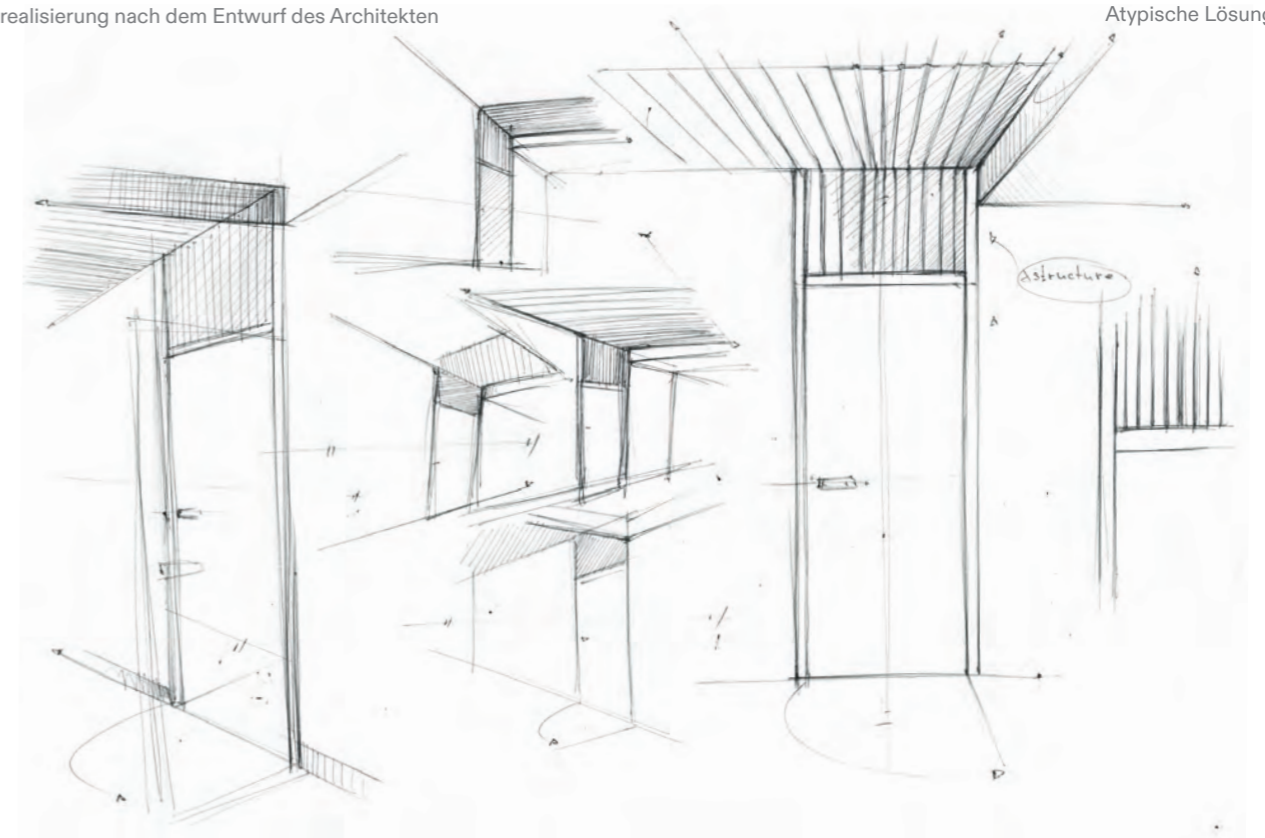 realisierung nach dem Entwurf des Architekten
Atypische Lösung
structure